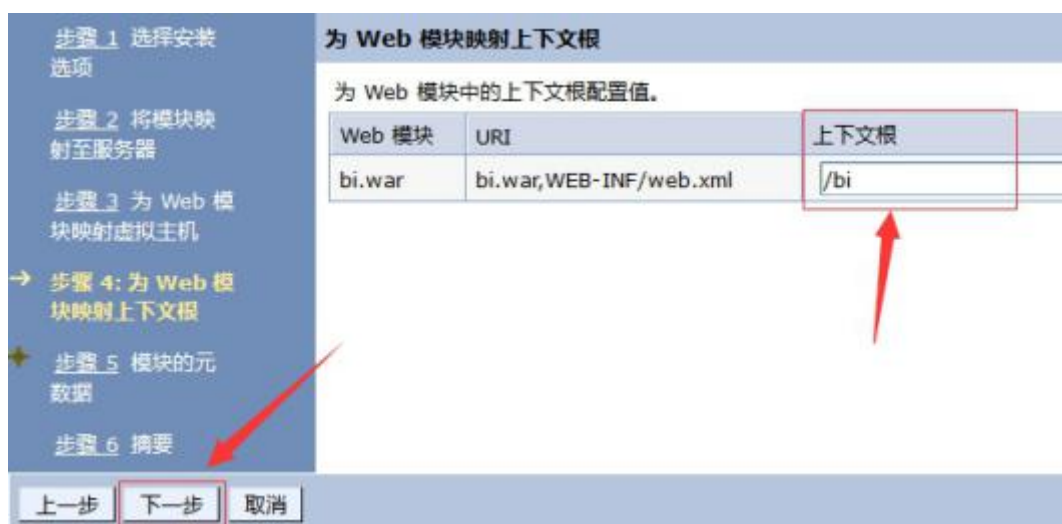 步骤 1 选择安装
选项
步骤 2 将模块映
射至服务器
步骤 3 为 Web 模
块映射虚拟主机
步骤 4: 为 Web 模
块映射上下文根
步骤 5 模块的元
数据
步骤 6 摘要
为 Web 模块映射上下文根
为 Web 模块中的上下文根配置值。
Web 模块 URI 上下文根
bi.war bi.war,WEB-INF/web.xml /bi
上一步 下一步 取消